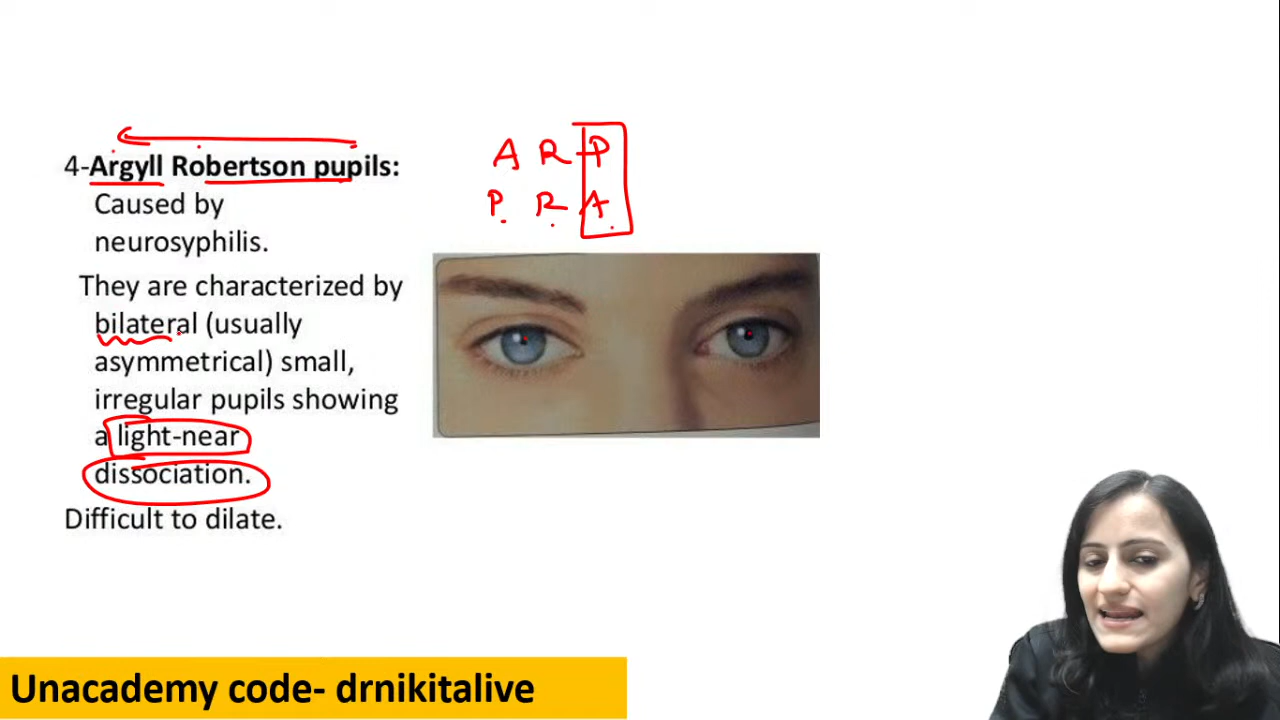 4-Argyll Robertson pupils:
Caused by
neurosyphilis.
They are characterized by
bilateral (usually
asymmetrical) small,
irregular pupils showing
a light-near
dissociation.
Difficult to dilate.
A R P
P R A
Unacademy code- drnikitalive